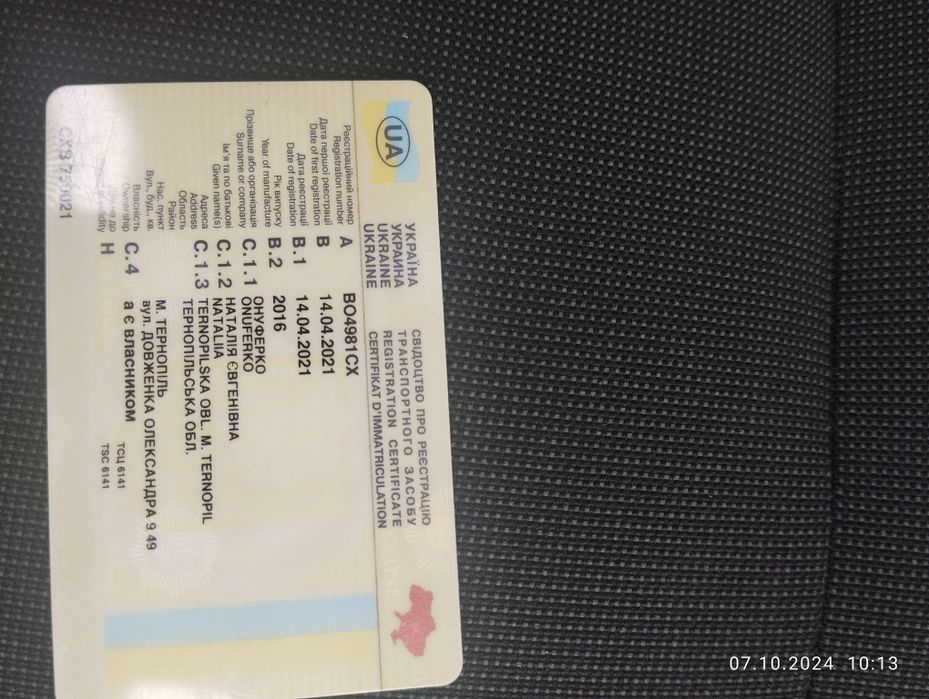 UA
УКРАЇНА
УКРАИНА
UKRAINE
UKRAINE
СВІДОЦТВО ПРО РЕЄСТРАЦІЮ
ТРАНСПОРТНОГО ЗАСОБУ
REGISTRATION CERTIFICATE
CERTIFIKAT D'IMMATRICULATION
Реєстраційний номер
Registration number
A
BO4981CX
Дата першої реєстрації
Date of first registration
B
14.04.2021
Дата реєстрації
Date of registration
B.1
14.04.2021
Рік випуску
Year of manufacture
B.2
2016
Прізвище або організація
Surname or company
C.1.1
ОНУФЕРКО
ONUFERKO
Ім'я та по батькові
Given name(s)
C.1.2
НАТАЛІЯ ЄВГЕНІВНА
NATALIIA
Адреса
Address
C.1.3
TERNOPILSKA OBL. M. TERNOPIL
Область
ТЕРНОПІЛЬСЬКА ОБЛ.
Район
Нас. пункт
М. ТЕРНОПІЛЬ
Вул., буд., кв.
вул. ДОВЖЕНКА ОЛЕКСАНДРА 9 49
Власність
Ownership
C.4
а є власником
ТСЦ 6141
TSC 6141
до
validity
H
07.10.2024 10:13